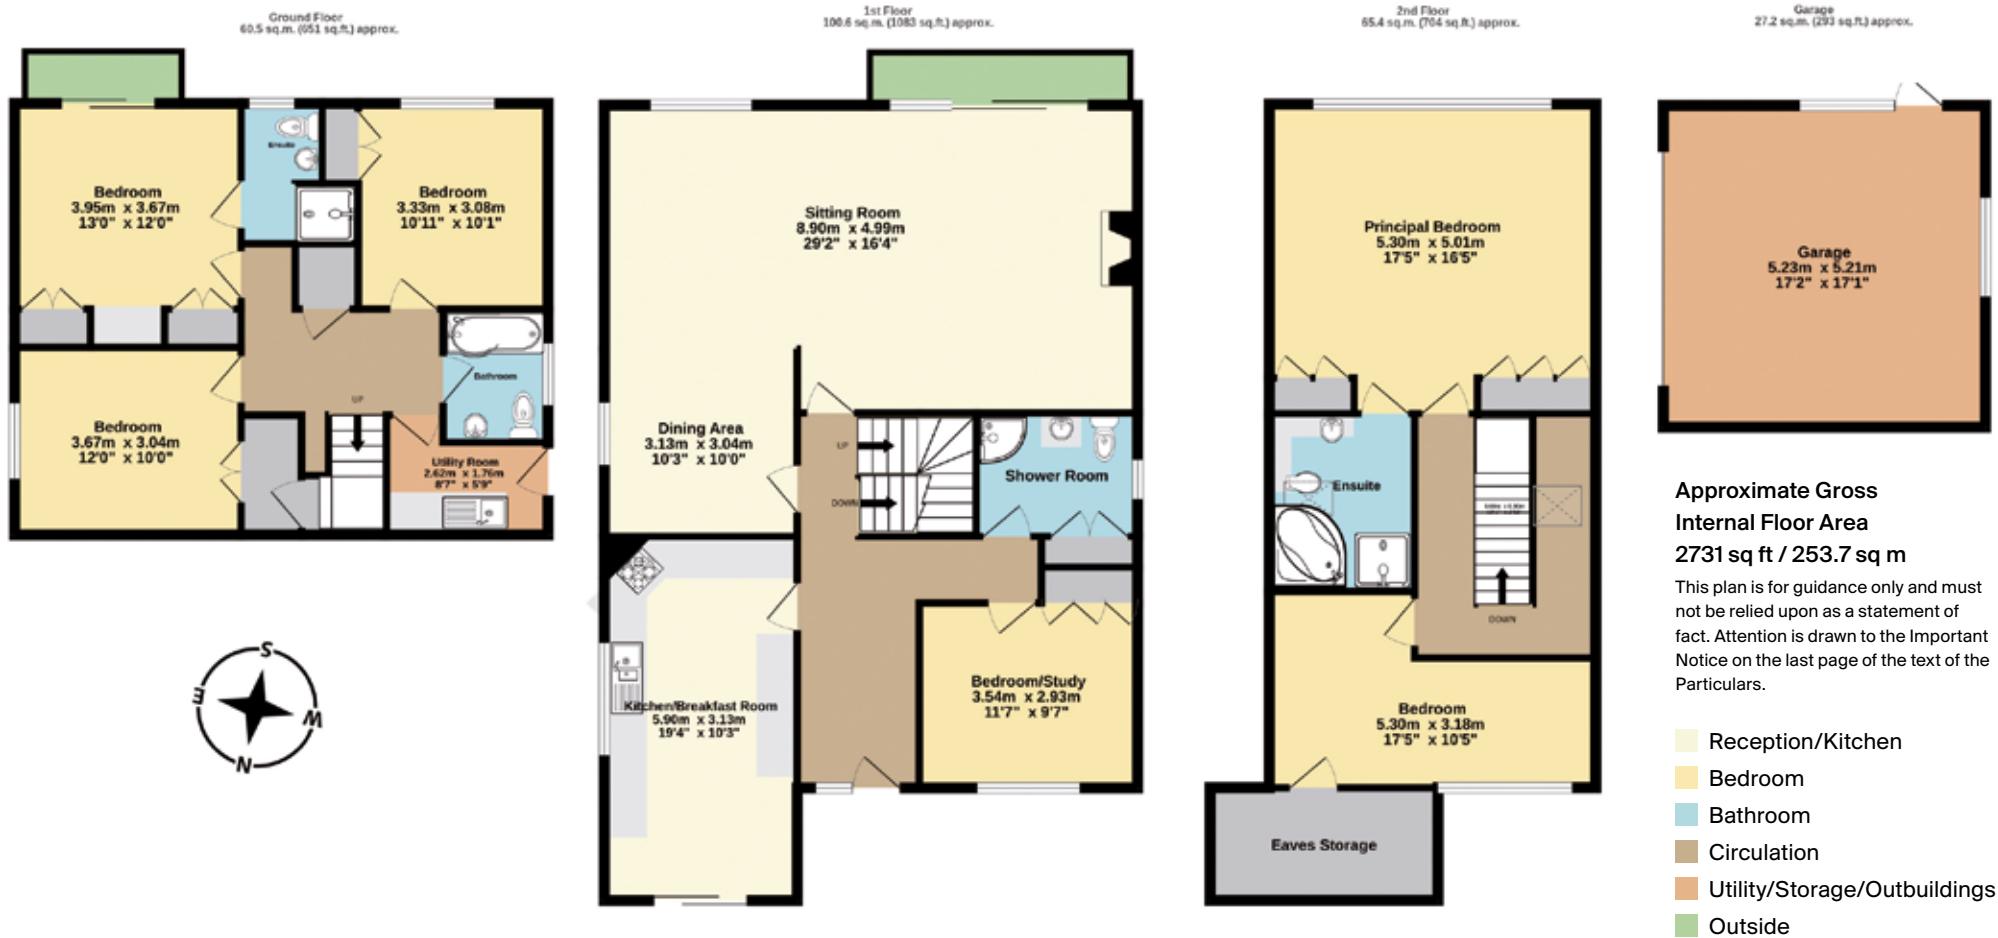 Ground Floor
60.5 sq.m. (651 sq.ft.) approx.
Bedroom
3.95m x 3.67m
13'0" x 12'0"
Ensuite
Bedroom
3.33m x 3.08m
10'11" x 10'1"
Bathroom
UP
Bedroom
3.67m x 3.04m
12'0" x 10'0"
Utility Room
2.62m x 1.76m
8'7" x 5'9"
S
E
W
N
1st Floor
100.6 sq.m. (1083 sq.ft.) approx.
Sitting Room
8.90m x 4.99m
29'2" x 16'4"
Dining Area
3.13m x 3.04m
10'3" x 10'0"
UP
DOWN
Shower Room
Kitchen/Breakfast Room
5.90m x 3.13m
19'4" x 10'3"
Bedroom/Study
3.54m x 2.93m
11'7" x 9'7"
2nd Floor
65.4 sq.m. (704 sq.ft.) approx.
Principal Bedroom
5.30m x 5.01m
17'5" x 16'5"
Ensuite
DOWN
Bedroom
5.30m x 3.18m
17'5" x 10'5"
Eaves Storage
Garage
27.2 sq.m. (293 sq.ft.) approx.
Garage
5.23m x 5.21m
17'2" x 17'1"
Approximate Gross
Internal Floor Area
2731 sq ft / 253.7 sq m
This plan is for guidance only and must
not be relied upon as a statement of
fact. Attention is drawn to the Important
Notice on the last page of the text of the
Particulars.
Reception/Kitchen
Bedroom
Bathroom
Circulation
Utility/Storage/Outbuildings
Outside